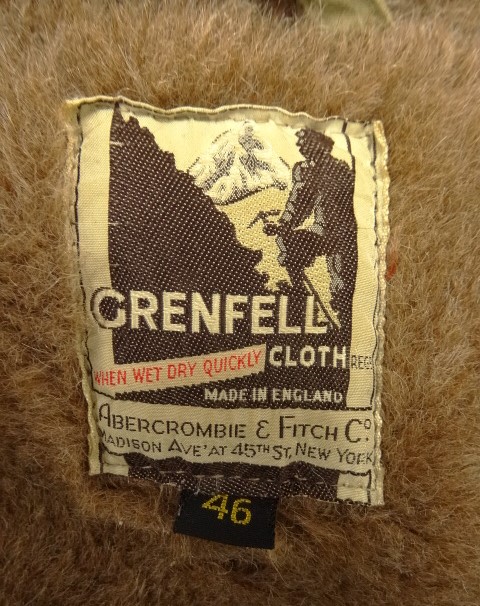 GRENFELL
CLOTH REGD
WHEN WET DRY QUICKLY
MADE IN ENGLAND
ABERCROMBIE & FITCH Cº
MADISON AVE' AT 45TH ST, NEW YORK
46